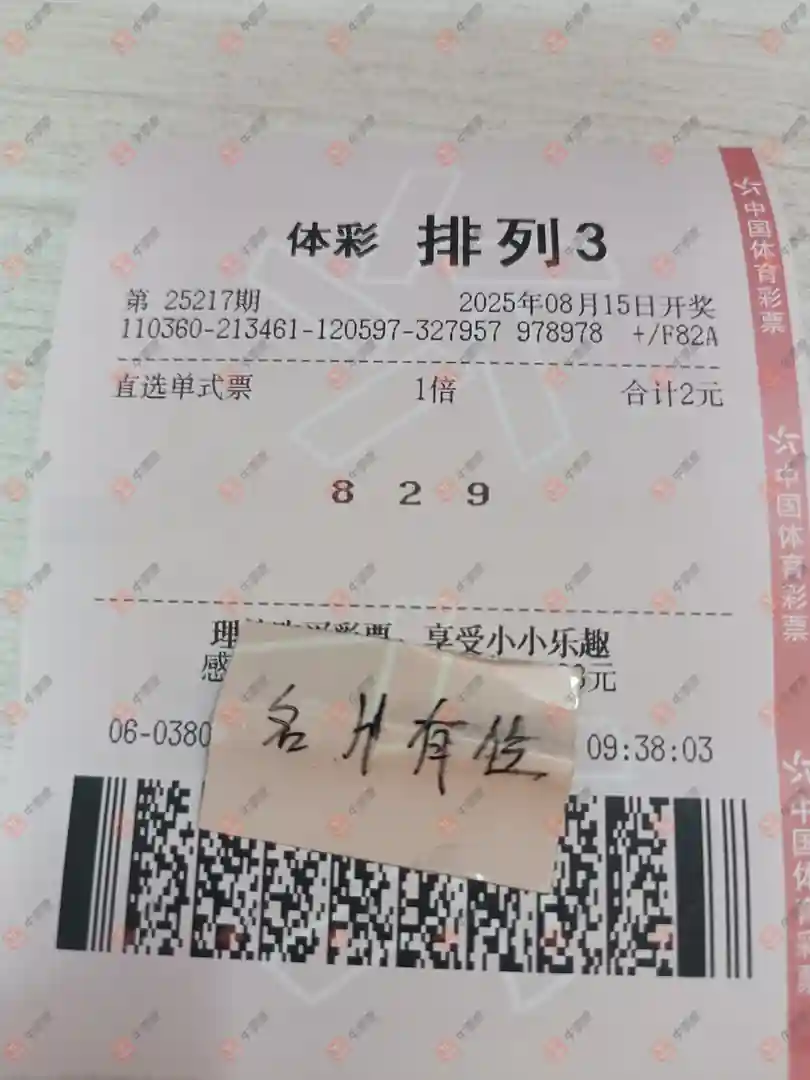 体彩 排列3
第 25217期 2025年08月15日开奖
110360-213461-120597-327957 978978 +/F82A
直选单式票 1倍 合计2元
8 2 9
理 彩票，享受小小乐趣
感 元
名片有位
06-0380 09:38:03
中国体育彩票
中国体育彩票
中国体育彩票